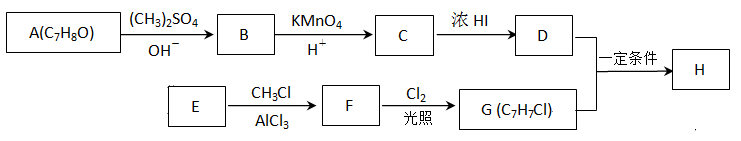 A(C₇H₈O)
(CH₃)₂SO₄
OH⁻
B
KMnO₄
H⁺
C
浓 HI
D
一定条件
H
E
CH₃Cl
AlCl₃
F
Cl₂
光照
G (C₇H₇Cl)